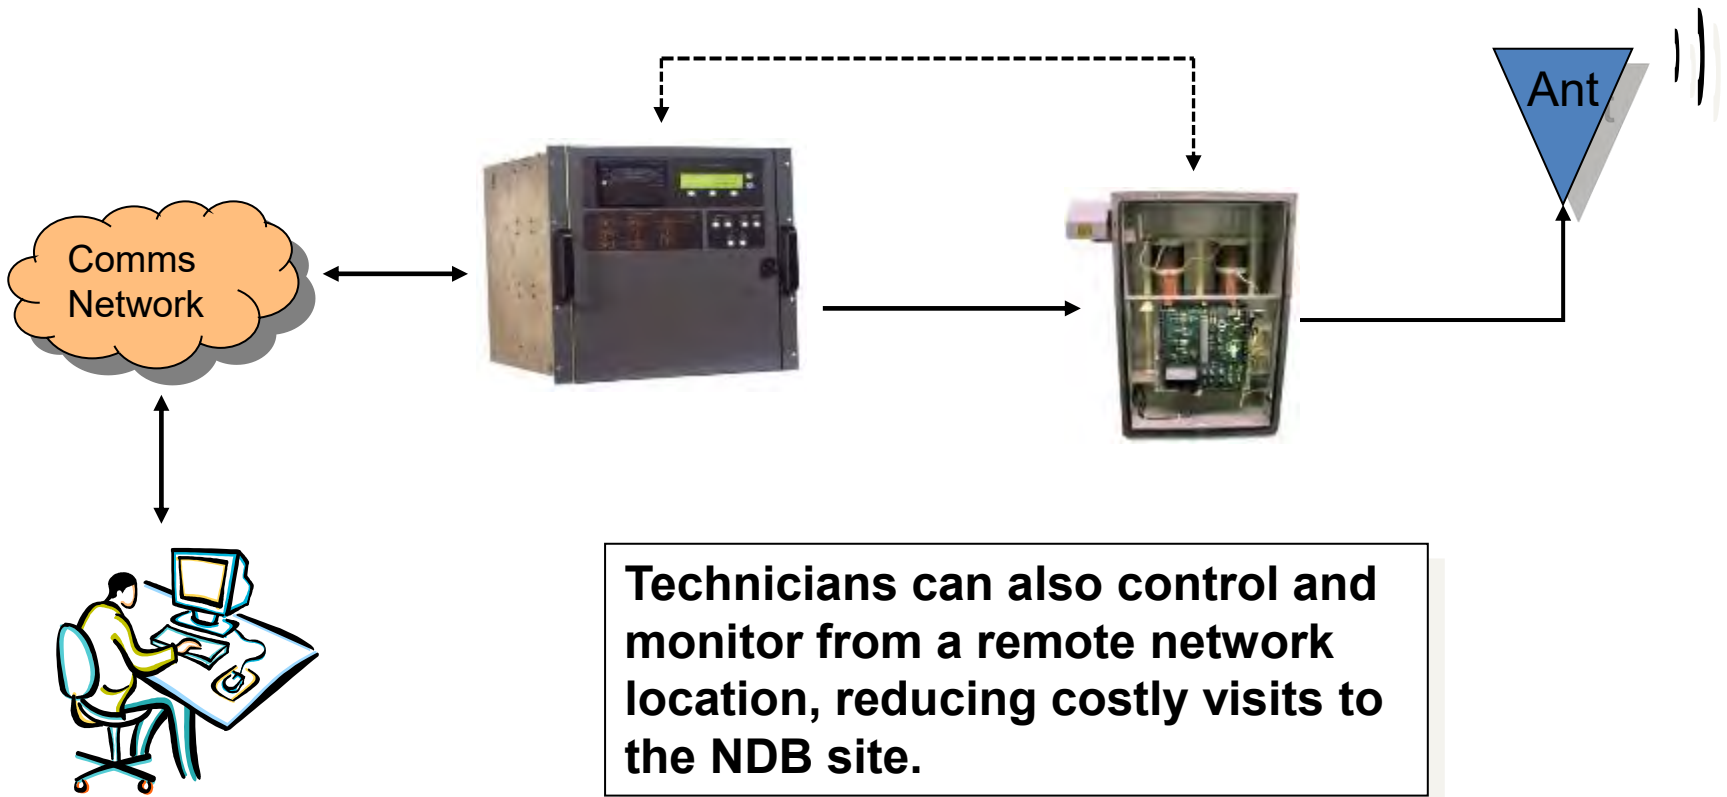 Ant
Comms
Network
Technicians can also control and
monitor from a remote network
location, reducing costly visits to
the NDB site.